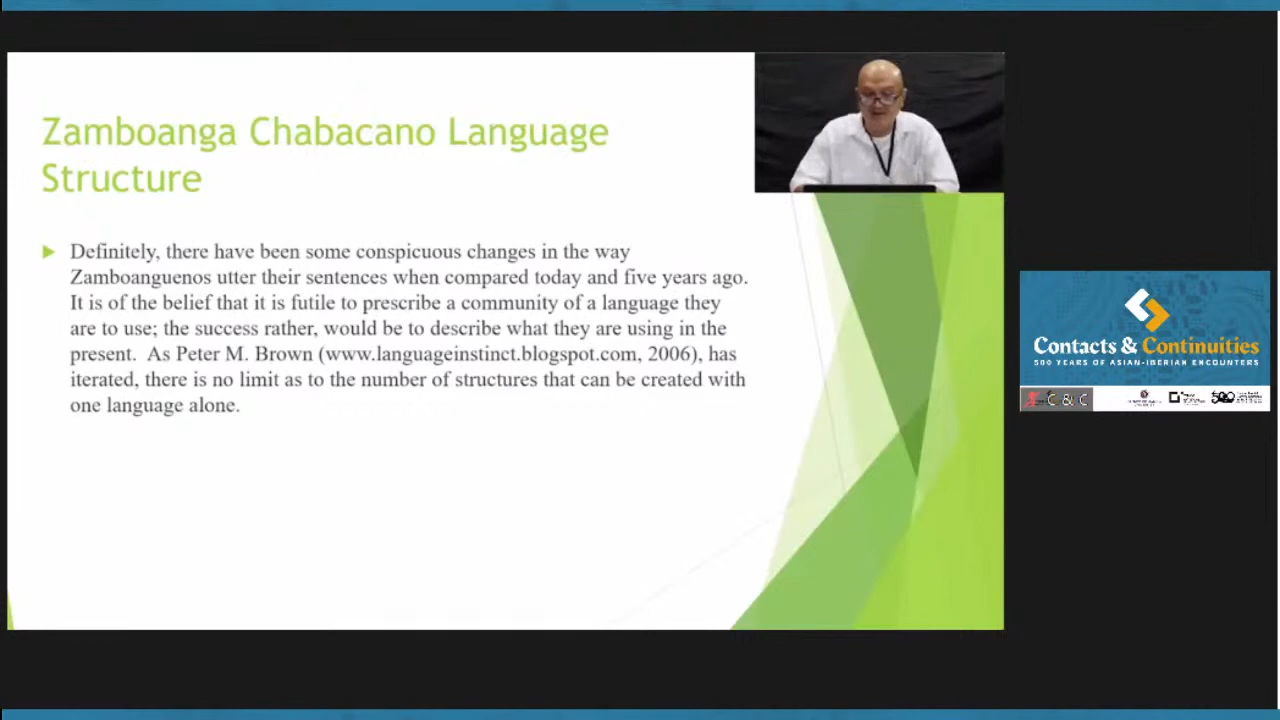 Zamboanga Chabacano Language
Structure
Definitely, there have been some conspicuous changes in the way
Zamboanguenos utter their sentences when compared today and five years ago.
It is of the belief that it is futile to prescribe a community of a language they
are to use; the success rather, would be to describe what they are using in the
present. As Peter M. Brown (www.languageinstinct.blogspot.com, 2006), has
iterated, there is no limit as to the number of structures that can be created with
one language alone.
Contacts & Continuities
500 YEARS OF ASIAN-IBERIAN ENCOUNTERS
C & C